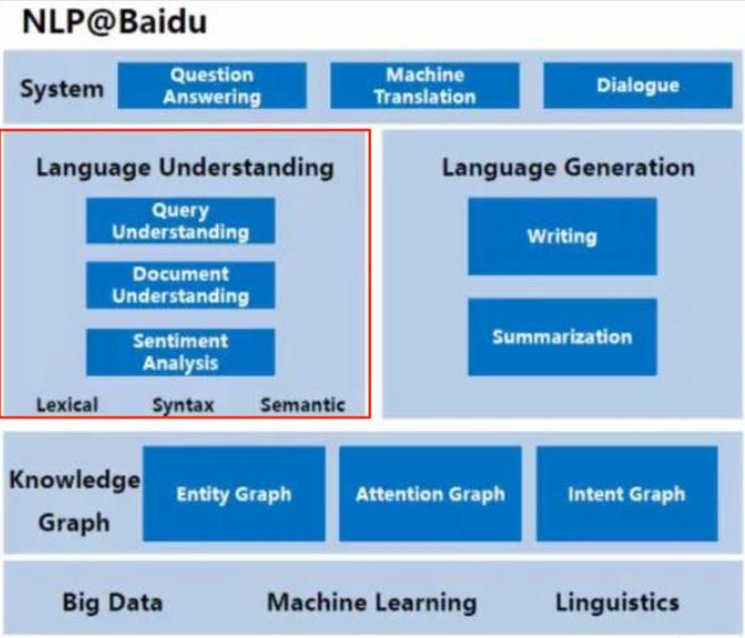 NLP@Baidu
System
Question
Answering
Machine
Translation
Dialogue
Language Understanding
Query
Understanding
Document
Understanding
Sentiment
Analysis
Lexical Syntax Semantic
Language Generation
Writing
Summarization
Knowledge
Graph
Entity Graph
Attention Graph
Intent Graph
Big Data Machine Learning Linguistics